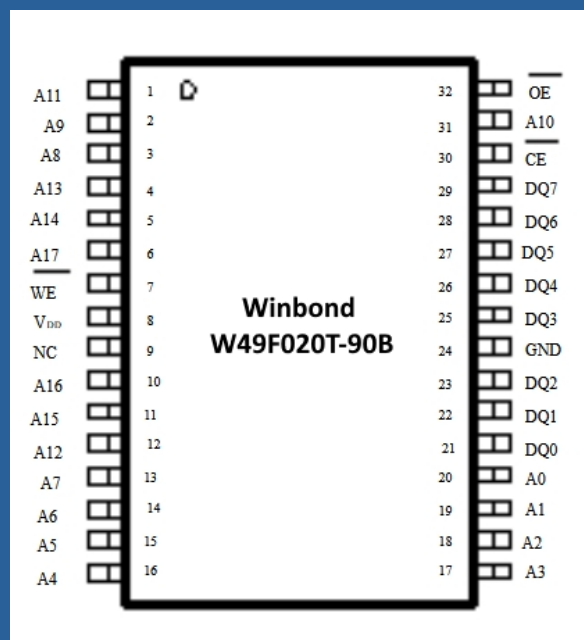 A11 1 32 OE
A9 2 31 A10
A8 3 30 CE
A13 4 29 DQ7
A14 5 28 DQ6
A17 6 27 DQ5
WE 7 26 DQ4
VDD 8 25 DQ3
NC 9 24 GND
A16 10 23 DQ2
A15 11 22 DQ1
A12 12 21 DQ0
A7 13 20 A0
A6 14 19 A1
A5 15 18 A2
A4 16 17 A3
Winbond
W49F020T-90B